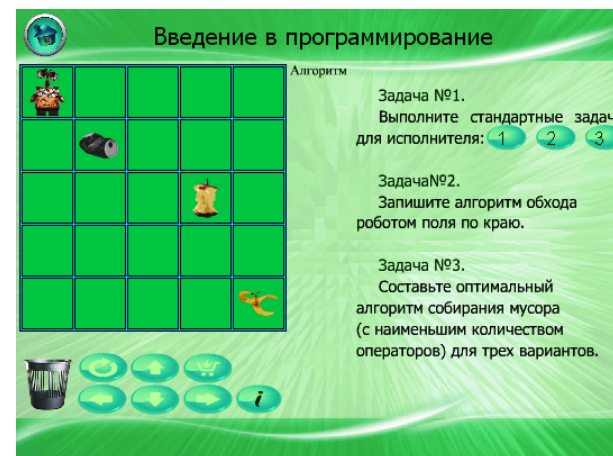 Введение в программирование
Алгоритм
Задача №1.
Выполните стандартные задач
для исполнителя: 1 2 3
Задача№2.
Запишите алгоритм обхода
роботом поля по краю.
Задача №3.
Составьте оптимальный
алгоритм собирания мусора
(с наименьшим количеством
операторов) для трех вариантов.
i